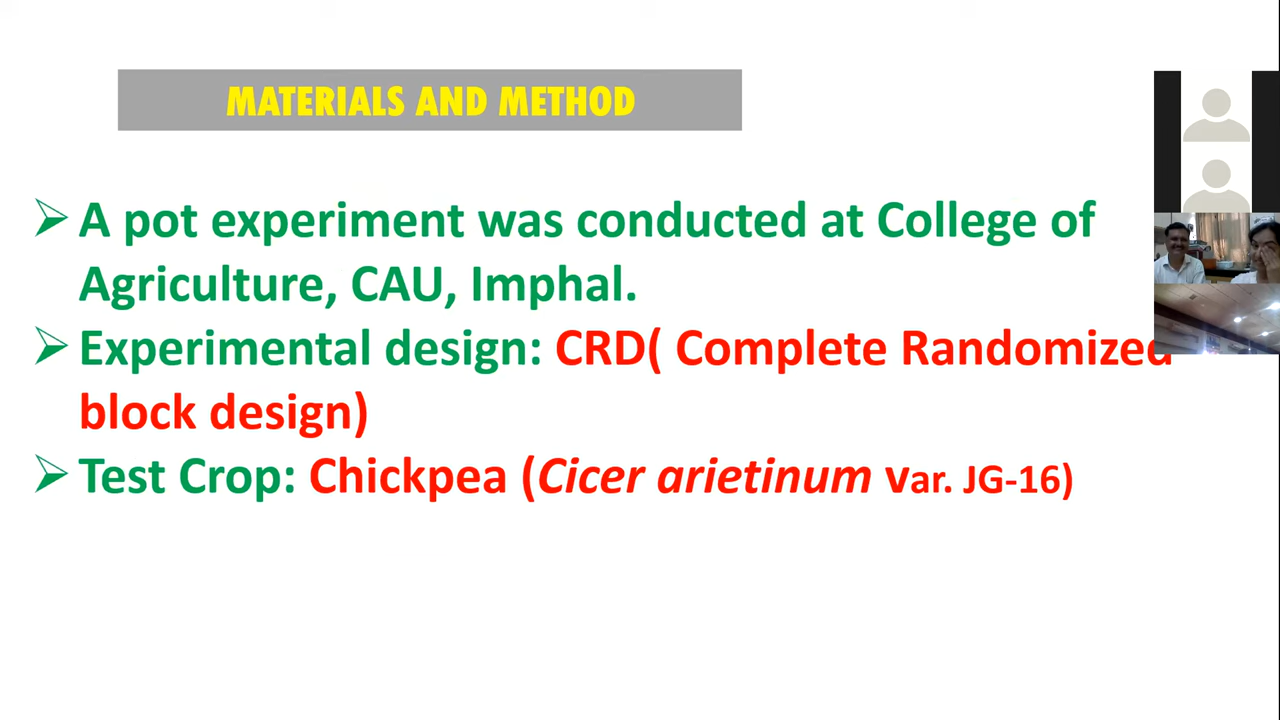 MATERIALS AND METHOD
➢ A pot experiment was conducted at College of
Agriculture, CAU, Imphal.
➢ Experimental design: CRD( Complete Randomized
block design)
➢ Test Crop: Chickpea (Cicer arietinum var. JG-16)